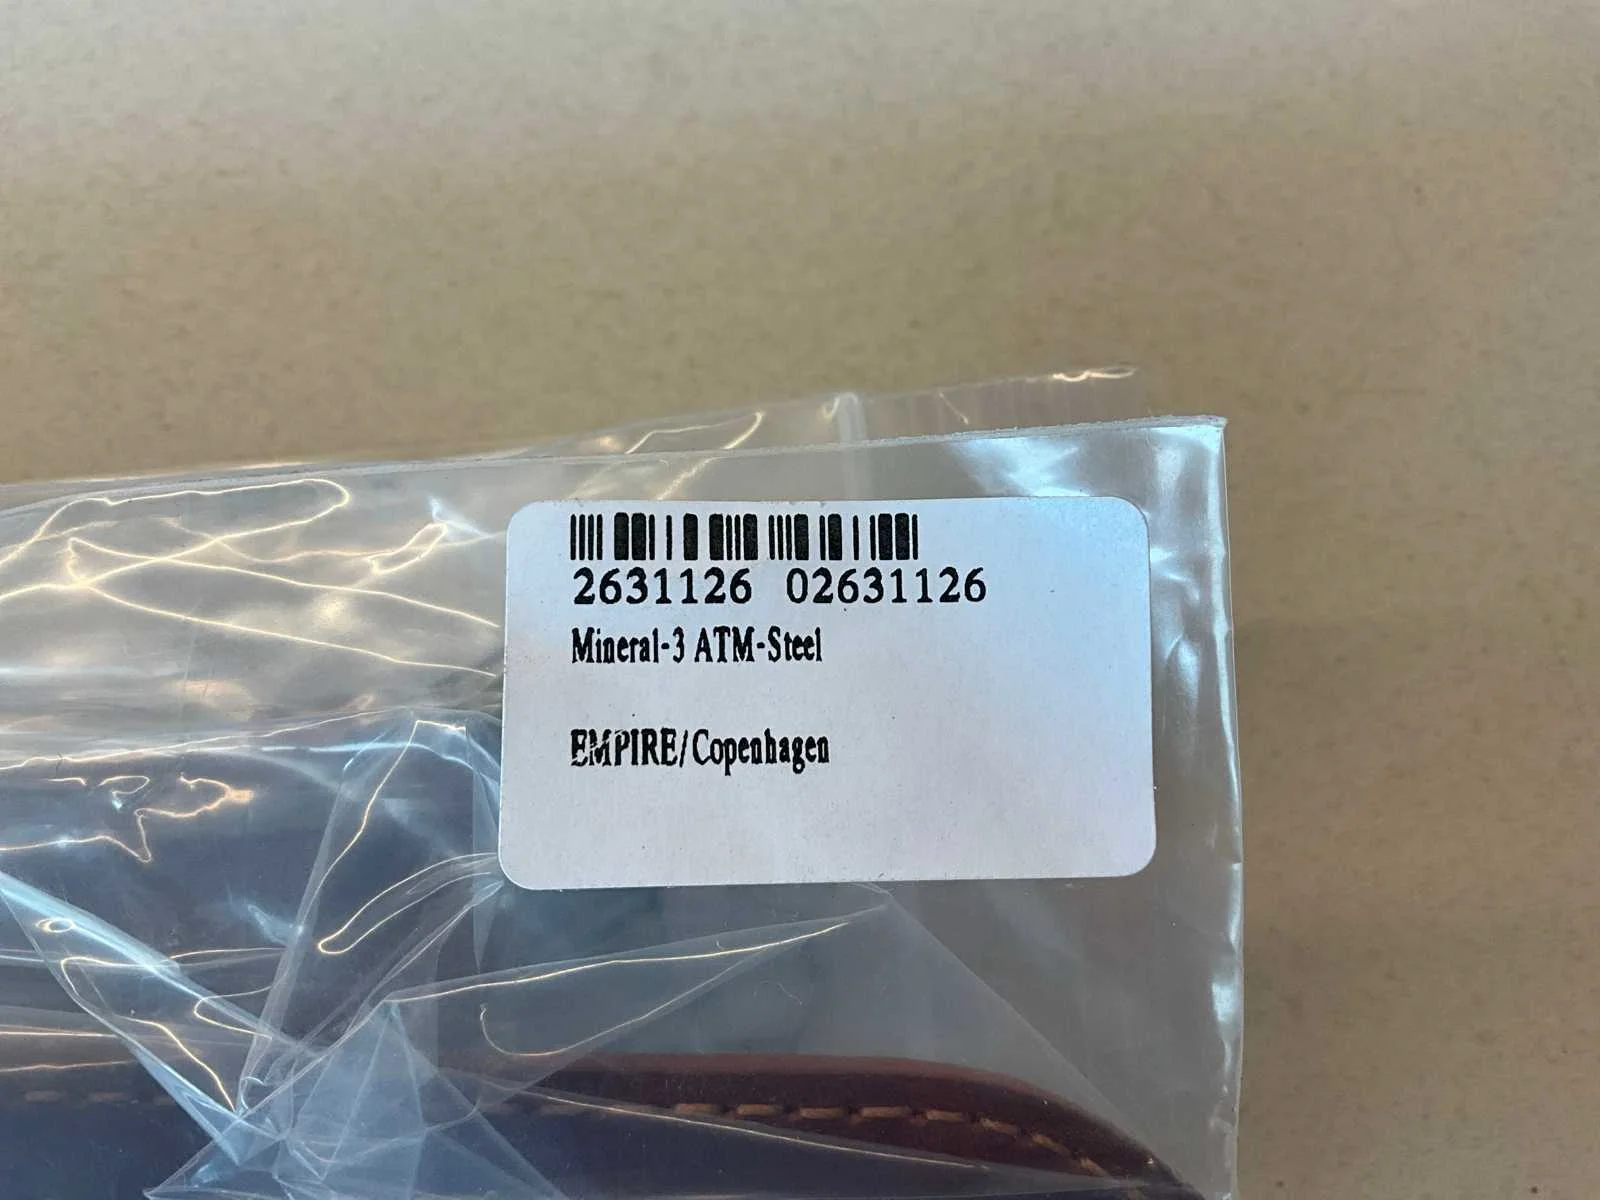 2631126 02631126
Mineral-3 ATM-Steel
EMPIRE/Copenhagen